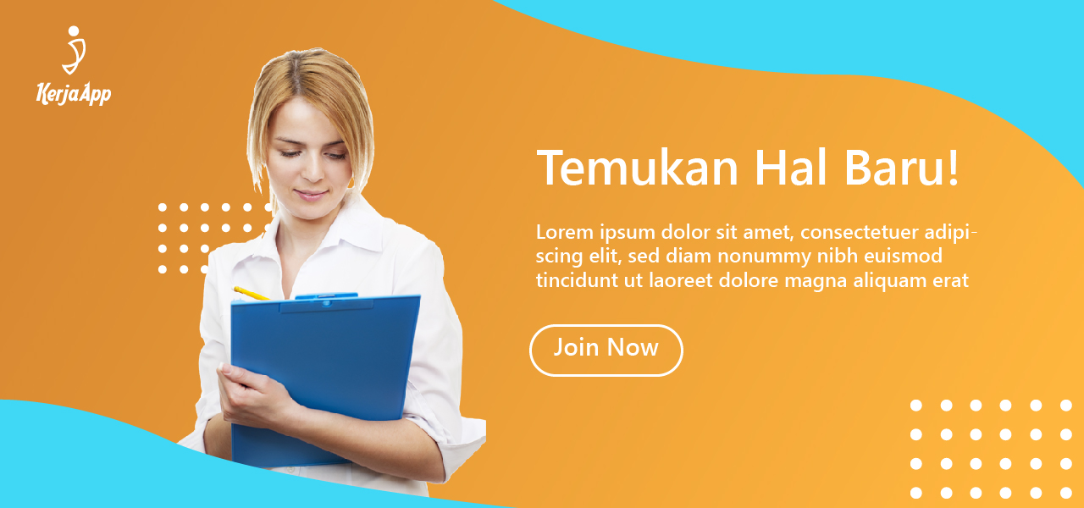 KerjaApp
Temukan Hal Baru!
Lorem ipsum dolor sit amet, consectetuer adipi-
scing elit, sed diam nonummy nibh euismod
tincidunt ut laoreet dolore magna aliquam erat
Join Now